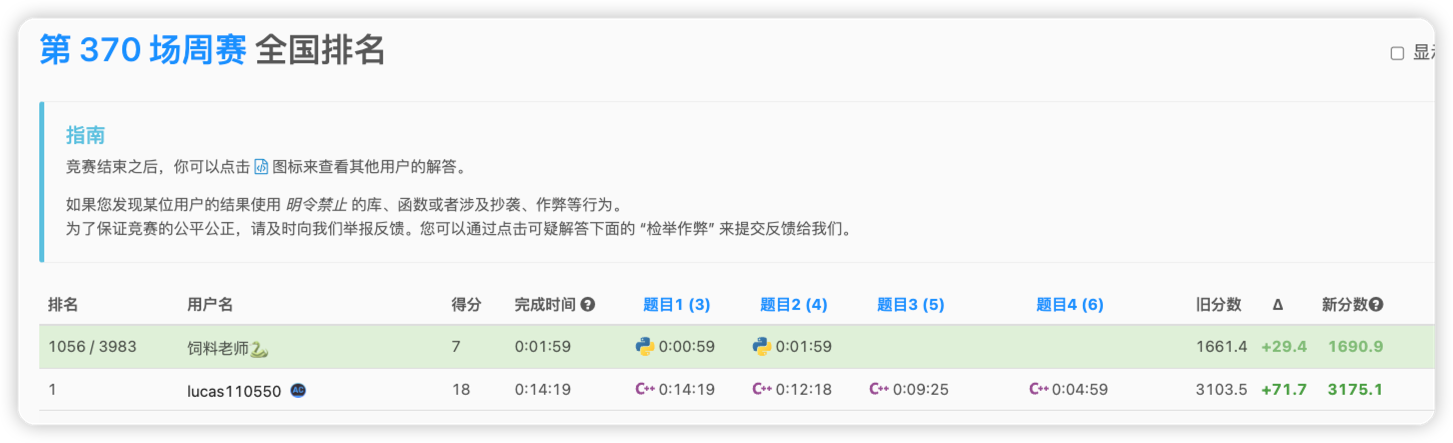 第 370 场周赛 全国排名
显示
指南
竞赛结束之后，你可以点击 图标来查看其他用户的解答。
如果您发现某位用户的结果使用 明令禁止 的库、函数或者涉及抄袭、作弊等行为。
为了保证竞赛的公平公正，请及时向我们举报反馈。您可以通过点击可疑解答下面的 “检举作弊” 来提交反馈给我们。
排名 用户名 得分 完成时间 题目1 (3) 题目2 (4) 题目3 (5) 题目4 (6) 旧分数 Δ 新分数
1056 / 3983 饲料老师🐍 7 0:01:59 0:00:59 0:01:59 1661.4 +29.4 1690.9
1 lucas110550 AC 18 0:14:19 C++ 0:14:19 C++ 0:12:18 C++ 0:09:25 C++ 0:04:59 3103.5 +71.7 3175.1